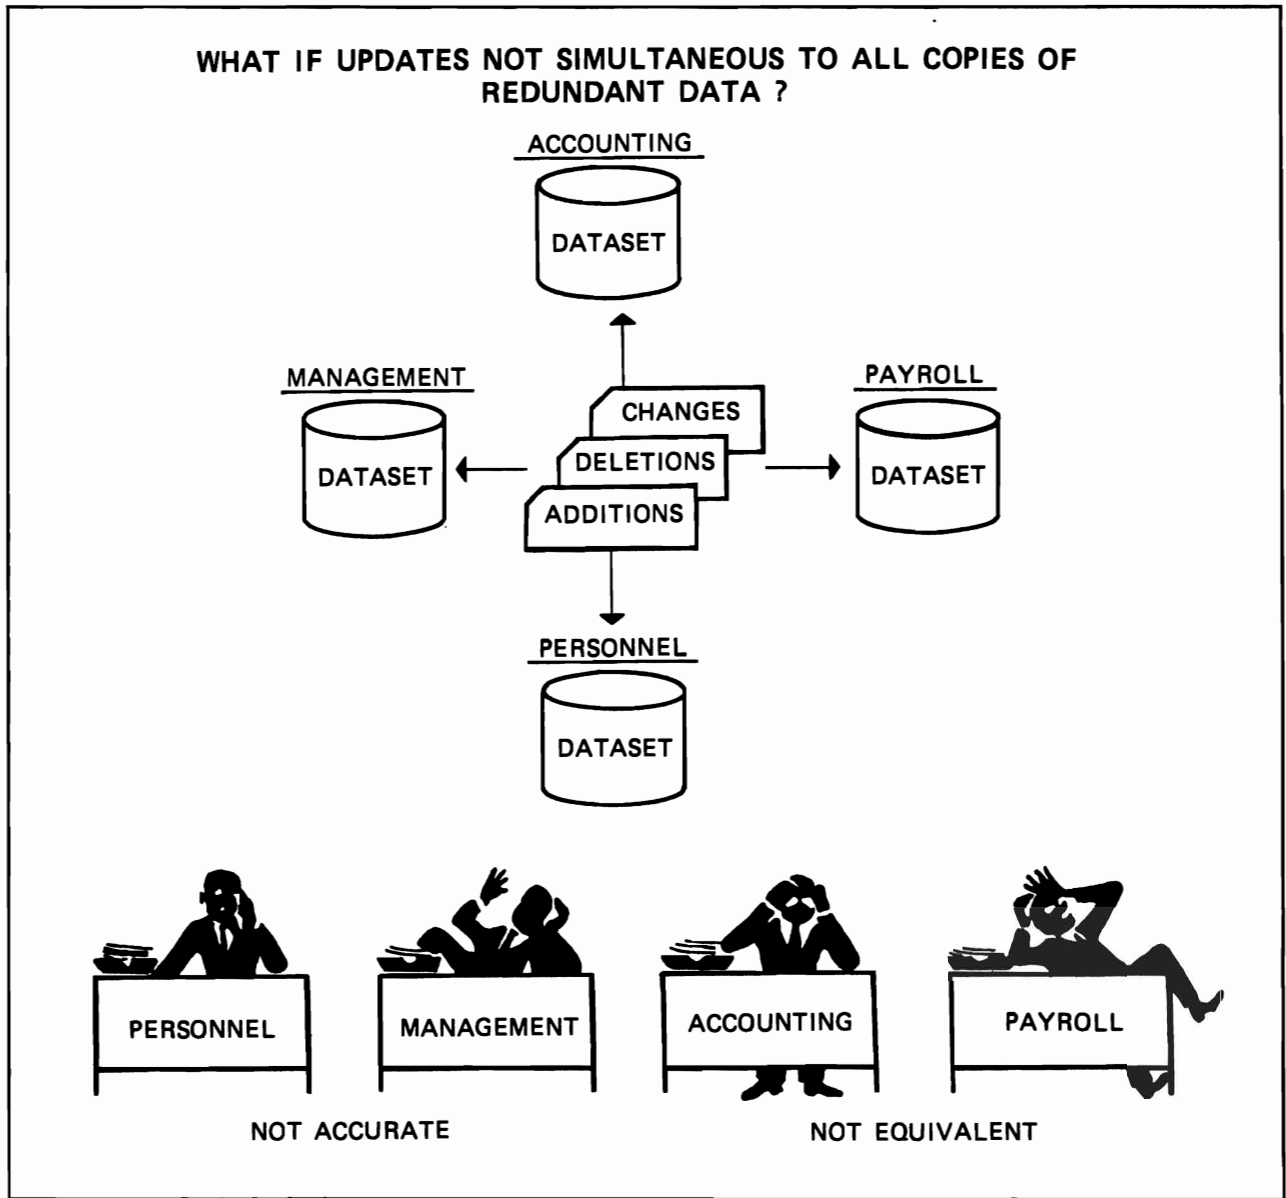 WHAT IF UPDATES NOT SIMULTANEOUS TO ALL COPIES OF
REDUNDANT DATA ?
ACCOUNTING
DATASET
MANAGEMENT
DATASET
CHANGES
DELETIONS
ADDITIONS
PAYROLL
DATASET
PERSONNEL
DATASET
PERSONNEL
MANAGEMENT
ACCOUNTING
PAYROLL
NOT ACCURATE
NOT EQUIVALENT